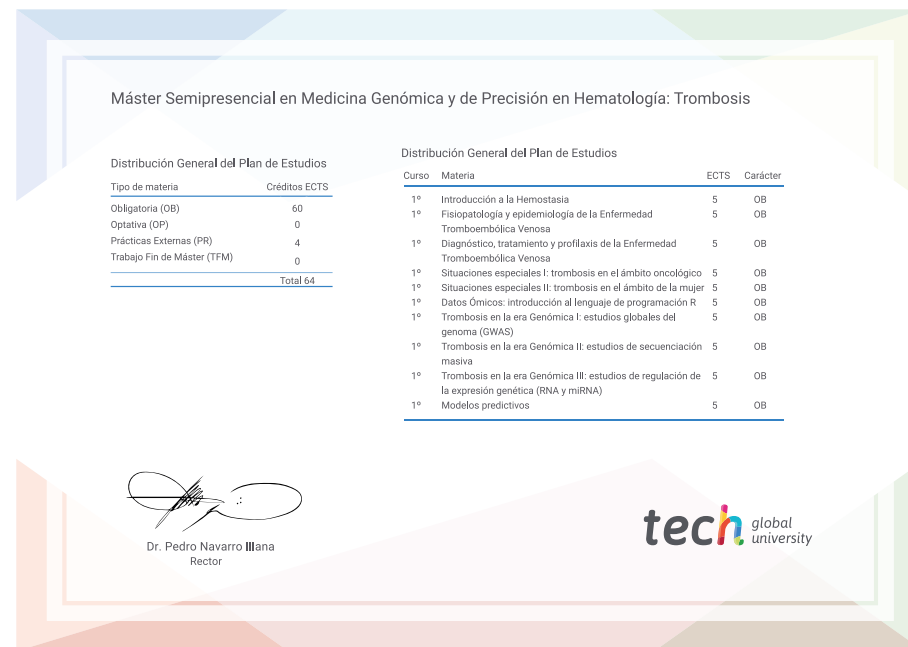 Máster Semipresencial en Medicina Genómica y de Precisión en Hematología: Trombosis
Distribución General del Plan de Estudios
Tipo de materia Créditos ECTS
Obligatoria (OB) 60
Optativa (OP) 0
Prácticas Externas (PR) 4
Trabajo Fin de Máster (TFM) 0
Total 64
Distribución General del Plan de Estudios
Curso Materia ECTS Carácter
1º Introducción a la Hemostasia 5 OB
1º Fisiopatología y epidemiología de la Enfermedad 5 OB
Tromboembólica Venosa
1º Diagnóstico, tratamiento y profilaxis de la Enfermedad 5 OB
Tromboembólica Venosa
1º Situaciones especiales I: trombosis en el ámbito oncológico 5 OB
1º Situaciones especiales II: trombosis en el ámbito de la mujer 5 OB
1º Datos Ómicos: introducción al lenguaje de programación R 5 OB
1º Trombosis en la era Genómica I: estudios globales del 5 OB
genoma (GWAS)
1º Trombosis en la era Genómica II: estudios de secuenciación 5 OB
masiva
1º Trombosis en la era Genómica III: estudios de regulación de 5 OB
la expresión genética (RNA y miRNA)
1º Modelos predictivos 5 OB
Dr. Pedro Navarro Illana
Rector
tech global
university